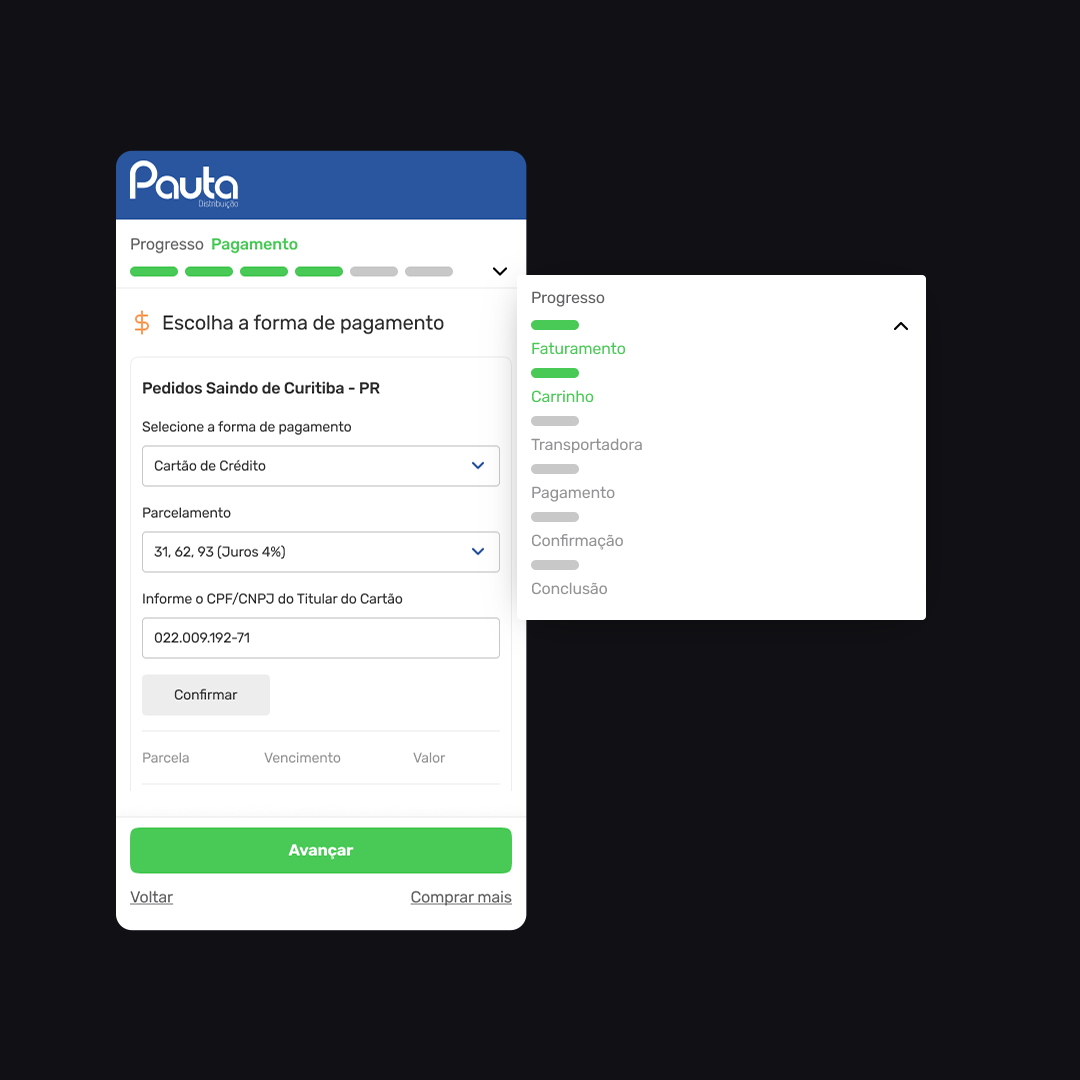 Pauta
Distribuição
Progresso Pagamento
Escolha a forma de pagamento
Pedidos Saindo de Curitiba - PR
Selecione a forma de pagamento
Cartão de Crédito
Parcelamento
31, 62, 93 (Juros 4%)
Informe o CPF/CNPJ do Titular do Cartão
022.009.192-71
Confirmar
Parcela Vencimento Valor
Avançar
Voltar Comprar mais
Progresso
Faturamento
Carrinho
Transportadora
Pagamento
Confirmação
Conclusão